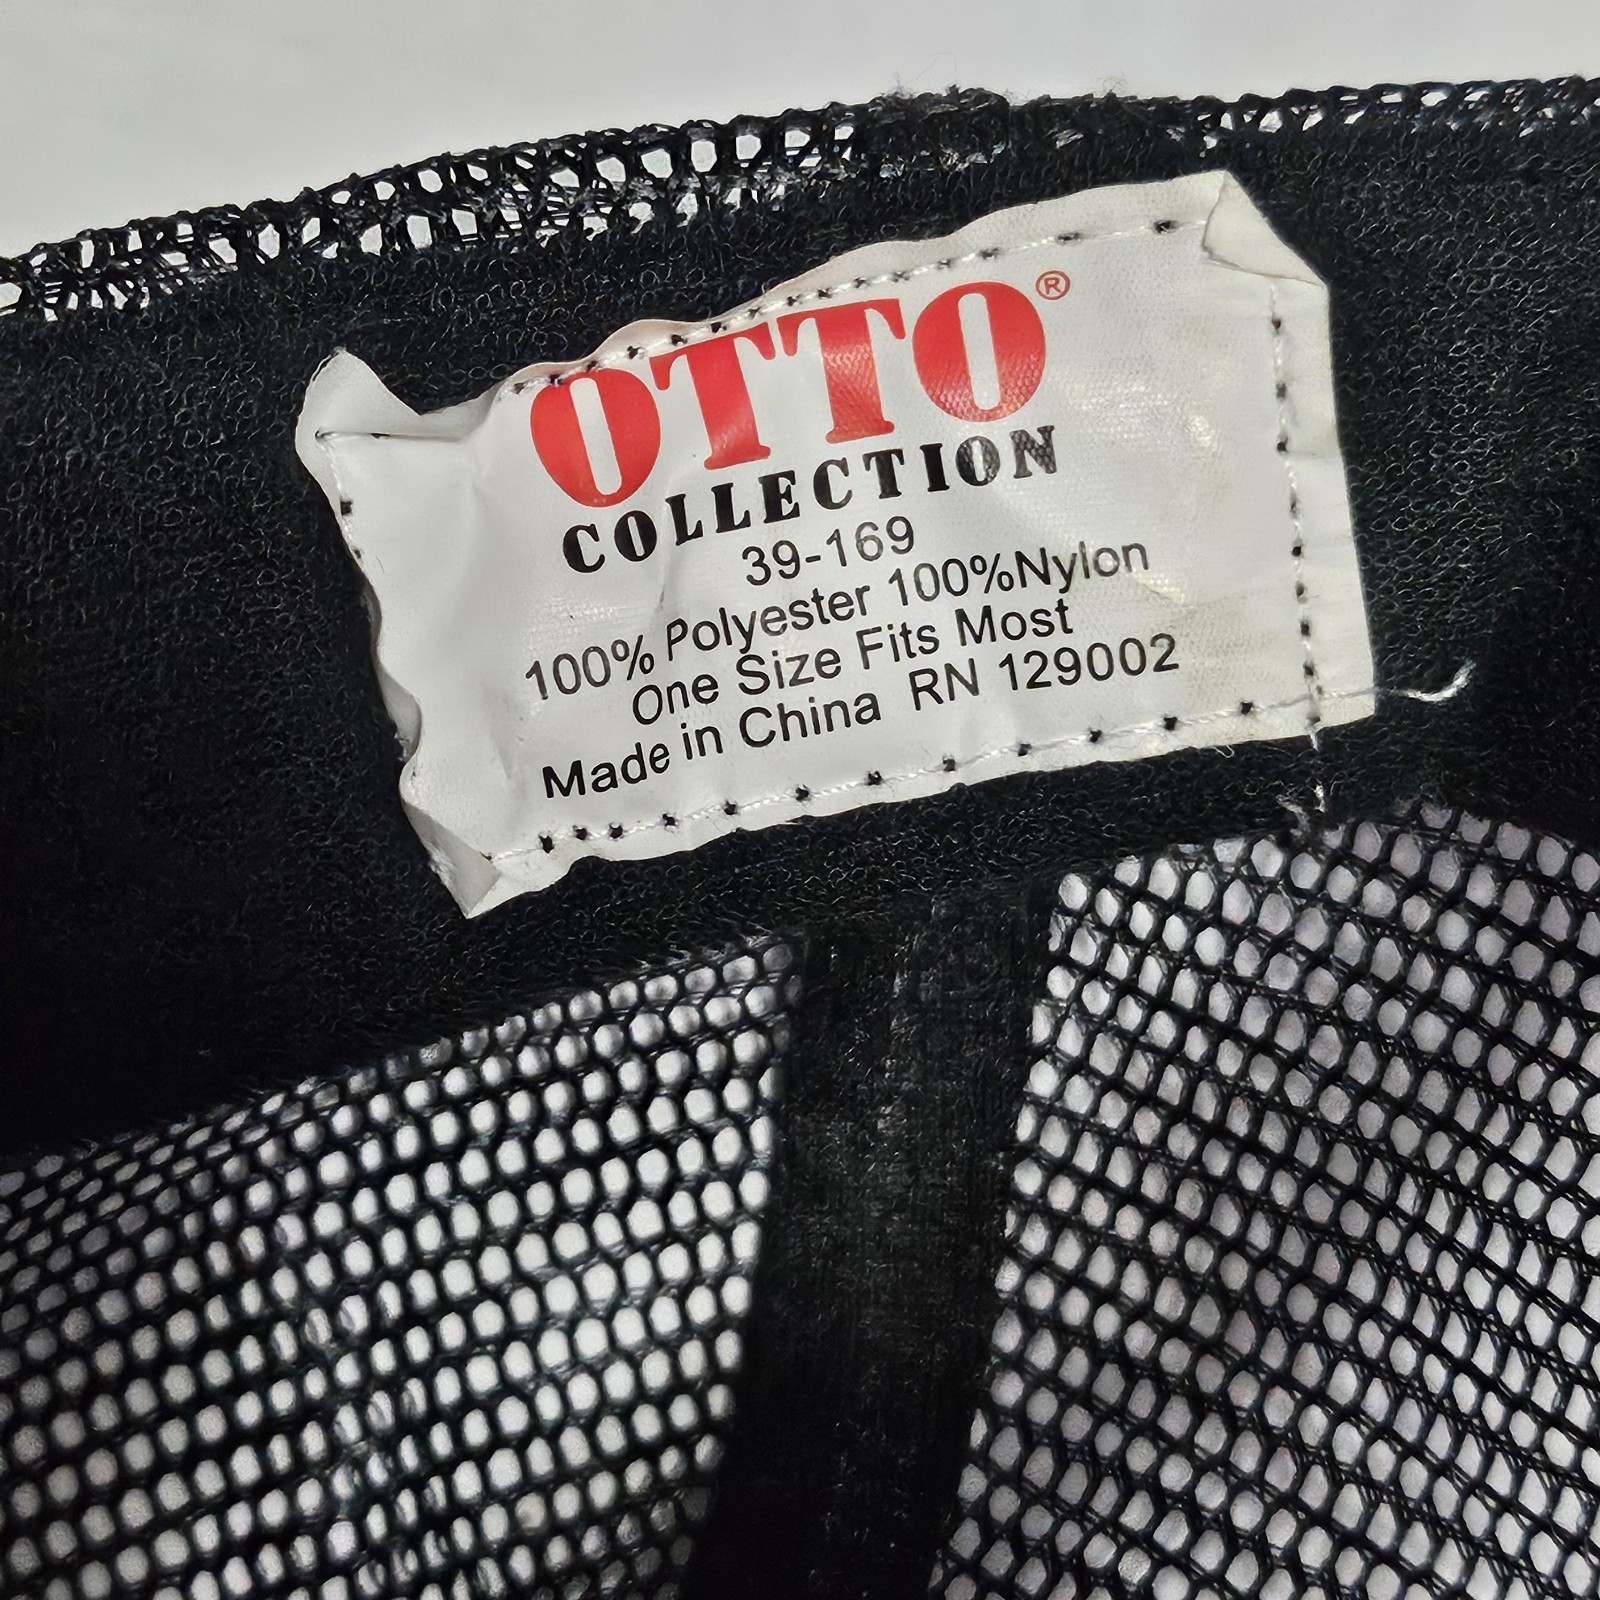 OTTO®
COLLECTION
39-169
100% Polyester 100%Nylon
One Size Fits Most
Made in China RN 129002